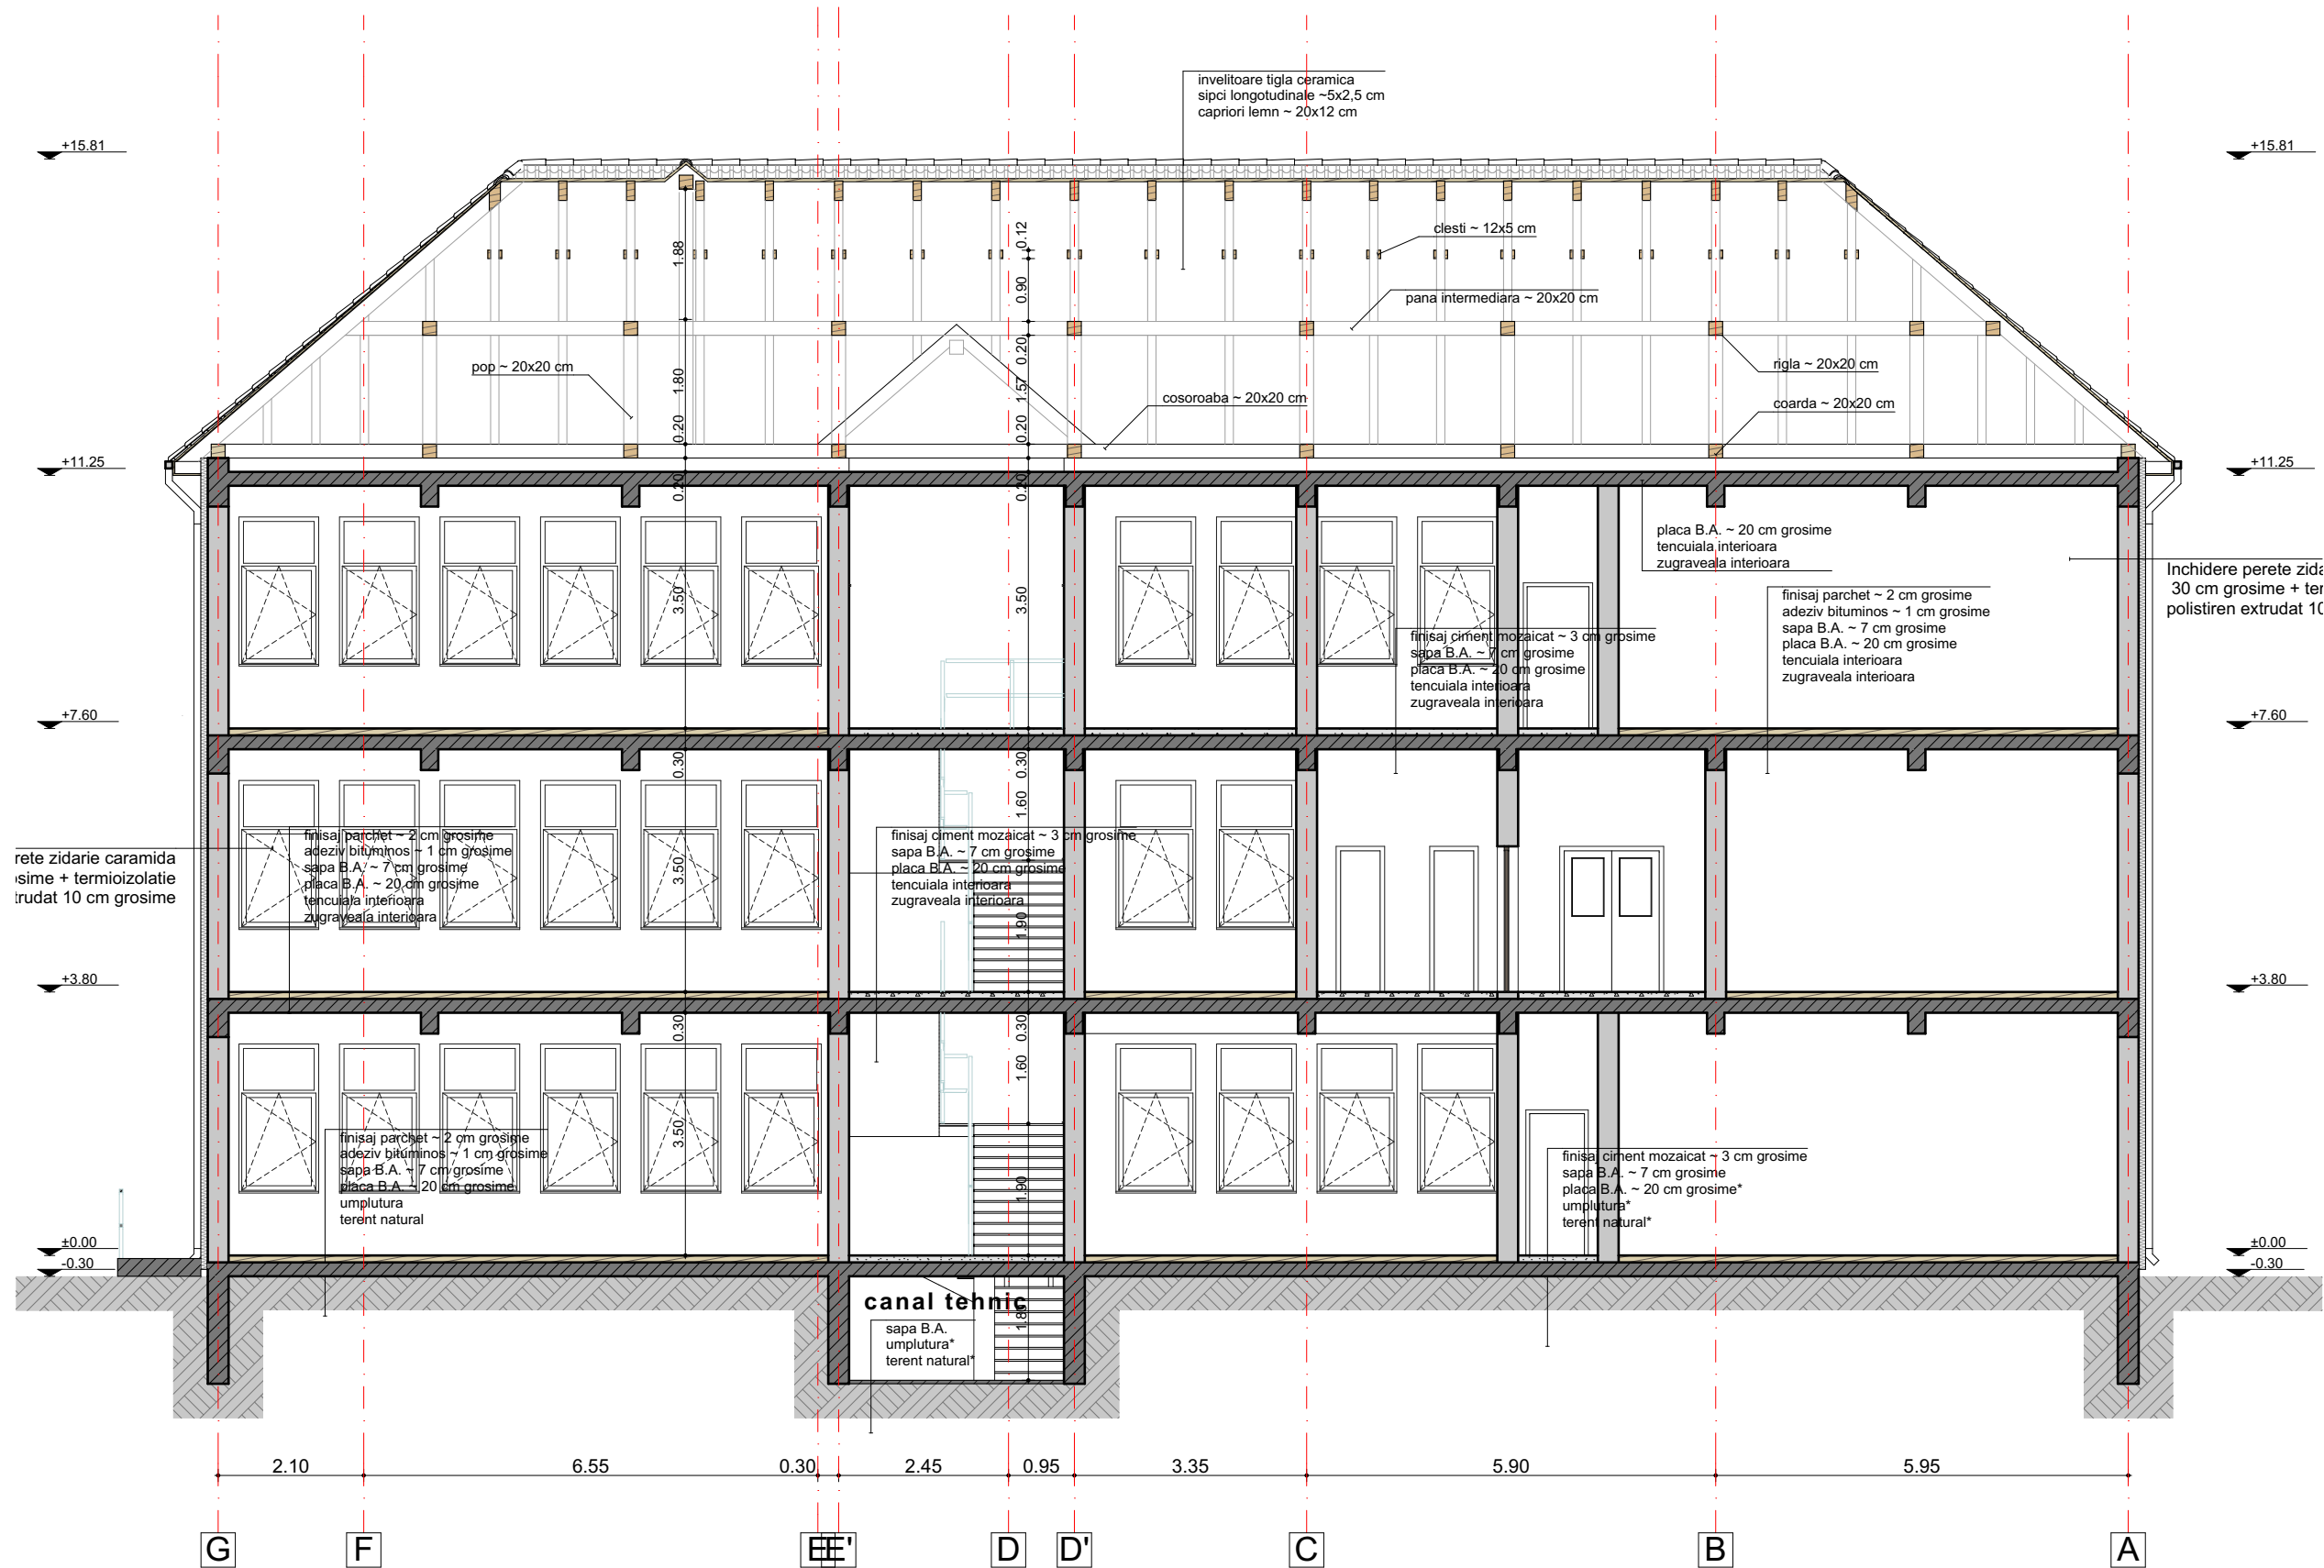 invelitoare tigla ceramica
sipci longotudinale ~5x2,5 cm
capriori lemn ~ 20x12 cm
+15.81
+15.81
clesti ~ 12x5 cm
0.12
1.88
0.90
pana intermediara ~ 20x20 cm
0.20
pop ~ 20x20 cm
1.80
1.57
rigla ~ 20x20 cm
cosoroaba ~ 20x20 cm
coarda ~ 20x20 cm
0.20
0.20
+11.25
+11.25
0.20
0.20
placa B.A. ~ 20 cm grosime
tencuiala interioara
zugraveala interioara
Inchidere perete zida
30 cm grosime + ter
polistiren extrudat 10
3.50
3.50
finisaj parchet ~ 2 cm grosime
adeziv bituminos ~ 1 cm grosime
sapa B.A. ~ 7 cm grosime
placa B.A. ~ 20 cm grosime
tencuiala interioara
zugraveala interioara
finisaj ciment mozaicat ~ 3 cm grosime
sapa B.A. ~ 7 cm grosime
placa B.A. ~ 20 cm grosime
tencuiala interioara
zugraveala interioara
+7.60
+7.60
0.30
0.30
1.60
rete zidarie caramida
sime + termioizolatie
trudat 10 cm grosime
finisaj parchet ~ 2 cm grosime
adeziv bituminos ~ 1 cm grosime
sapa B.A. ~ 7 cm grosime
placa B.A. ~ 20 cm grosime
tencuiala interioara
zugraveala interioara
3.50
finisaj ciment mozaicat ~ 3 cm grosime
sapa B.A. ~ 7 cm grosime
placa B.A. ~ 20 cm grosime
tencuiala interioara
zugraveala interioara
1.90
+3.80
+3.80
0.30
0.30
1.60
3.50
finisaj parchet ~ 2 cm grosime
adeziv bituminos ~ 1 cm grosime
sapa B.A. ~ 7 cm grosime
placa B.A. ~ 20 cm grosime
umplutura
terent natural
1.90
finisaj ciment mozaicat ~ 3 cm grosime
sapa B.A. ~ 7 cm grosime
placa B.A. ~ 20 cm grosime*
umplutura*
terent natural*
±0.00
±0.00
-0.30
-0.30
canal tehnic
sapa B.A.
umplutura*
terent natural*
2.10
6.55
0.30
2.45
0.95
3.35
5.90
5.95
G
F
E
E'
D
D'
C
B
A